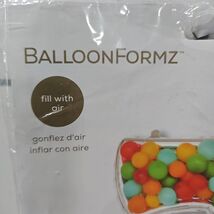 BALLOONFORMZ™
fill with
air
gonflez d'air
inflar con aire